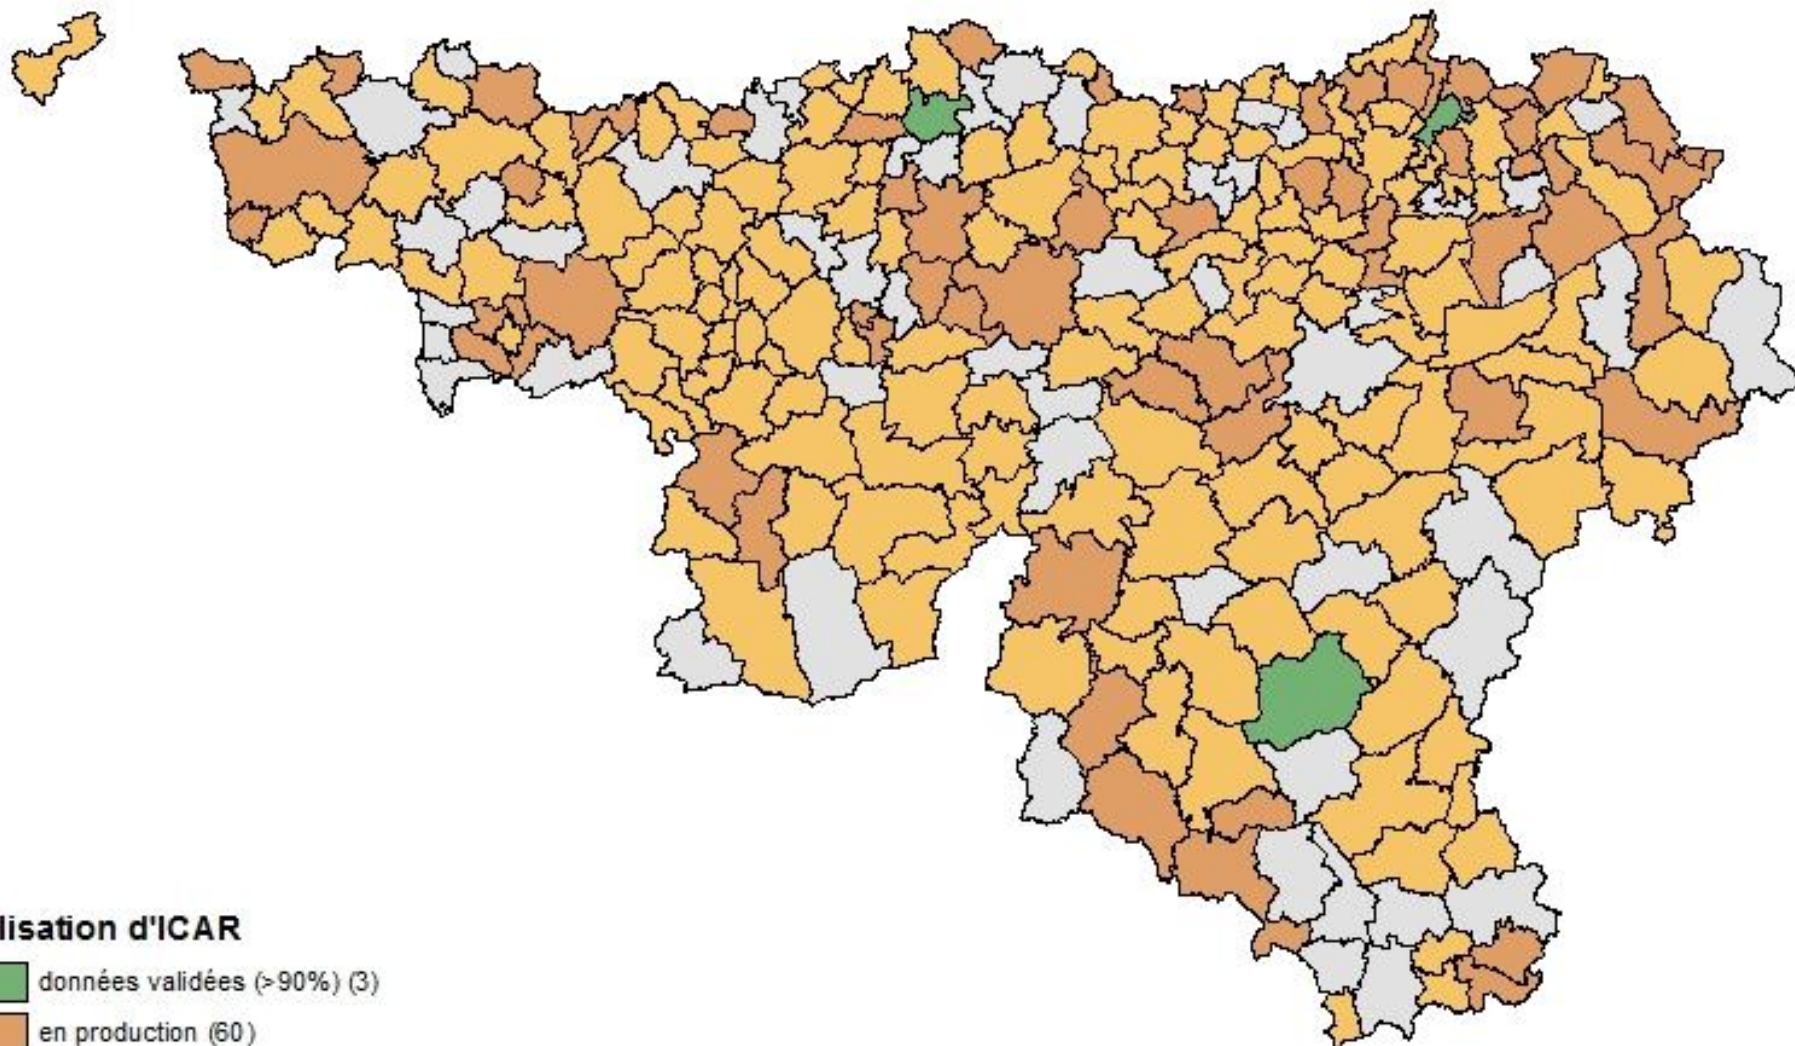 lisation d'ICAR
données validées (>90%) (3)
en production (60)